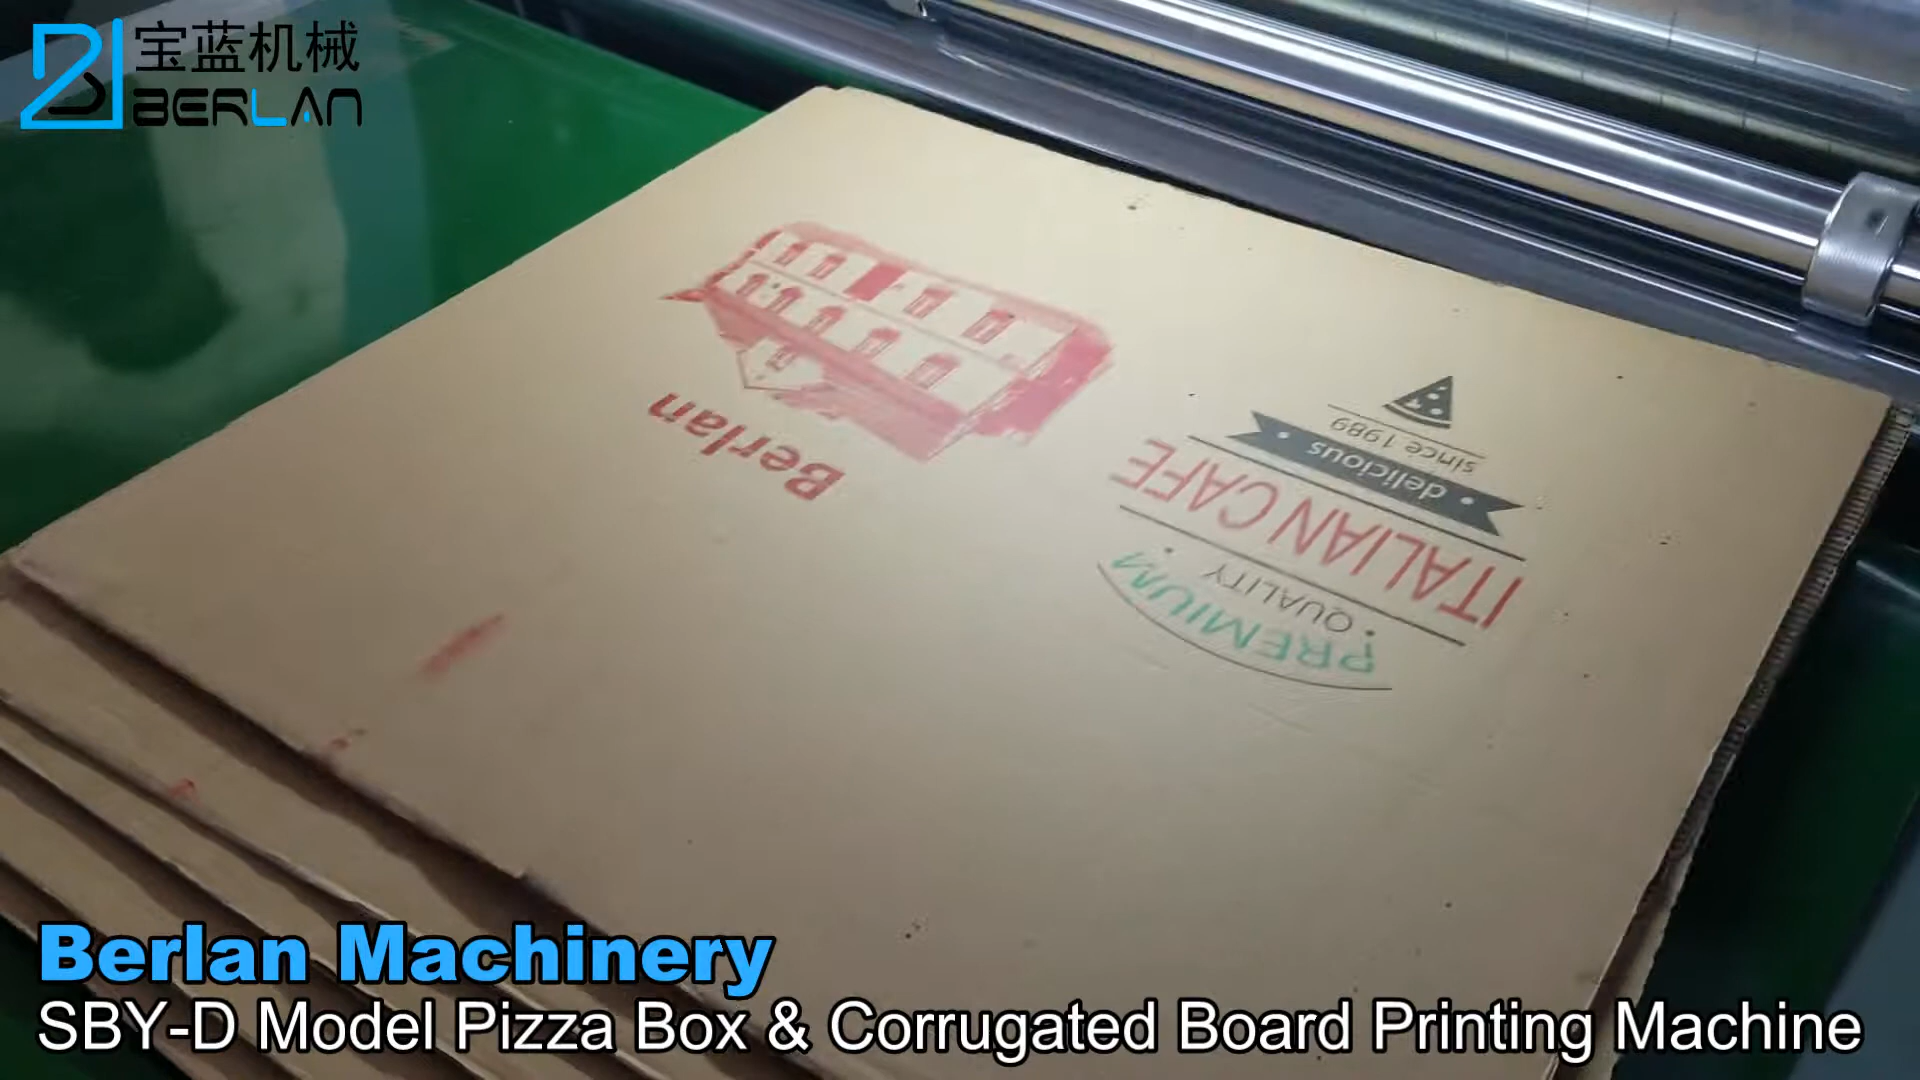 宝蓝机械
BERLAN
Berlan
since 1989
delicious
ITALIAN CAFE
QUALITY
PREMIUM
Berlan Machinery
SBY-D Model Pizza Box & Corrugated Board Printing Machine